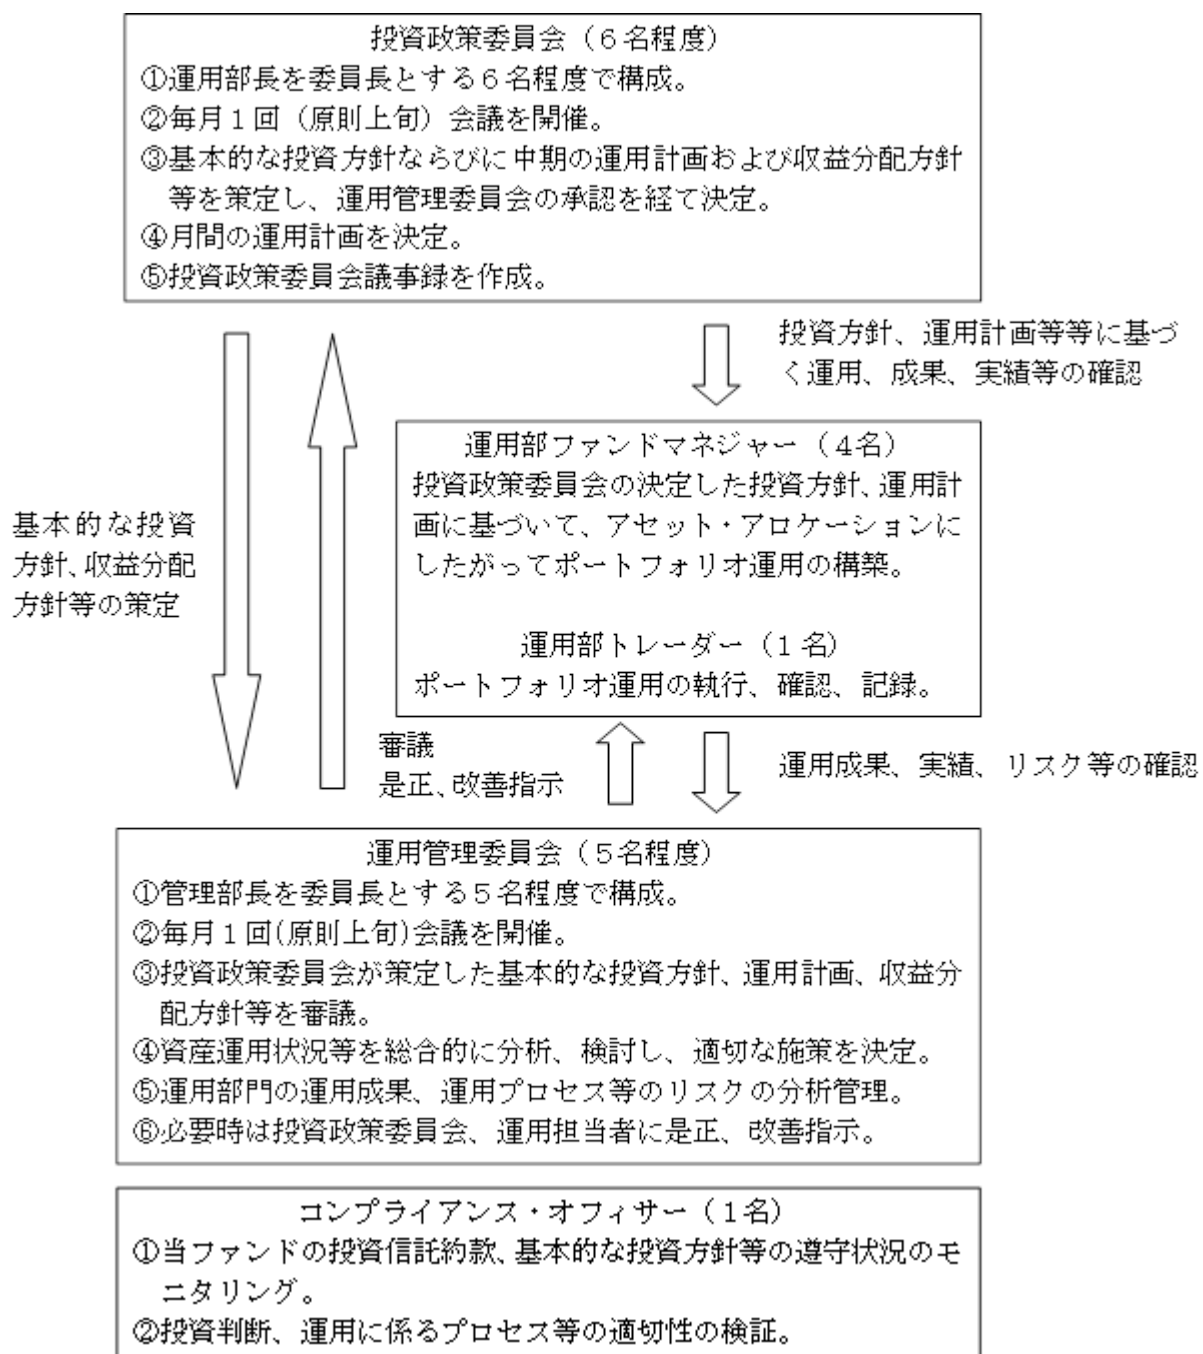 投資政策委員会（６名程度）
①運用部長を委員長とする６名程度で構成。
②毎月１回（原則上旬）会議を開催。
③基本的な投資方針ならびに中期の運用計画および収益分配方針
等を策定し、運用管理委員会の承認を経て決定。
④月間の運用計画を決定。
⑤投資政策委員会議事録を作成。
投資方針、運用計画等等に基づ
く運用、成果、実績等の確認
運用部ファンドマネジャー（４名）
投資政策委員会の決定した投資方針、運用計
画に基づいて、アセット・アロケーションに
したがってポートフォリオ運用の構築。
運用部トレーダー（１名）
ポートフォリオ運用の執行、確認、記録。
基本的な投資
方針、収益分配
方針等の策定
審議
是正、改善指示
運用成果、実績、リスク等の確認
運用管理委員会（５名程度）
①管理部長を委員長とする５名程度で構成。
②毎月１回(原則上旬)会議を開催。
③投資政策委員会が策定した基本的な投資方針、運用計画、収益分
配方針等を審議。
④資産運用状況等を総合的に分析、検討し、適切な施策を決定。
⑤運用部門の運用成果、運用プロセス等のリスクの分析管理。
⑥必要時は投資政策委員会、運用担当者に是正、改善指示。
コンプライアンス・オフィサー（１名）
①当ファンドの投資信託約款、基本的な投資方針等の遵守状況のモ
ニタリング。
②投資判断、運用に係るプロセス等の適切性の検証。